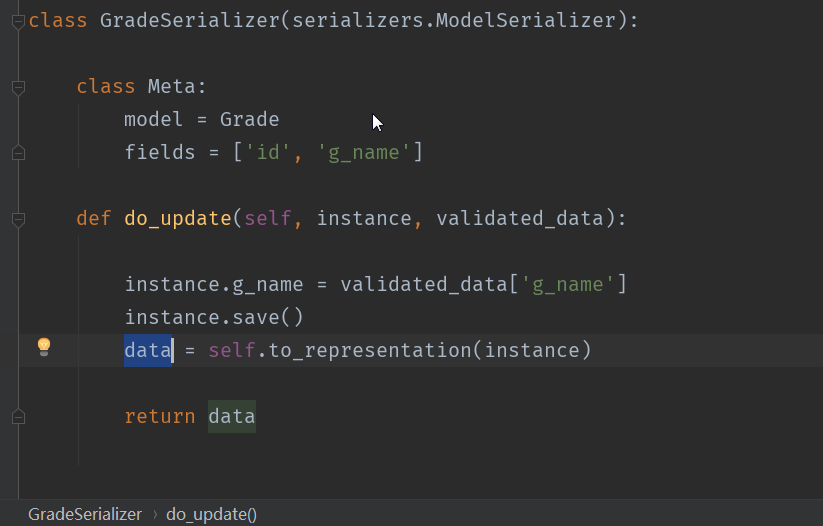 class GradeSerializer(serializers.ModelSerializer):
class Meta:
model = Grade
fields = ['id', 'g_name']
def do_update(self, instance, validated_data):
instance.g_name = validated_data['g_name']
instance.save()
data = self.to_representation(instance)
return data
GradeSerializer › do_update()